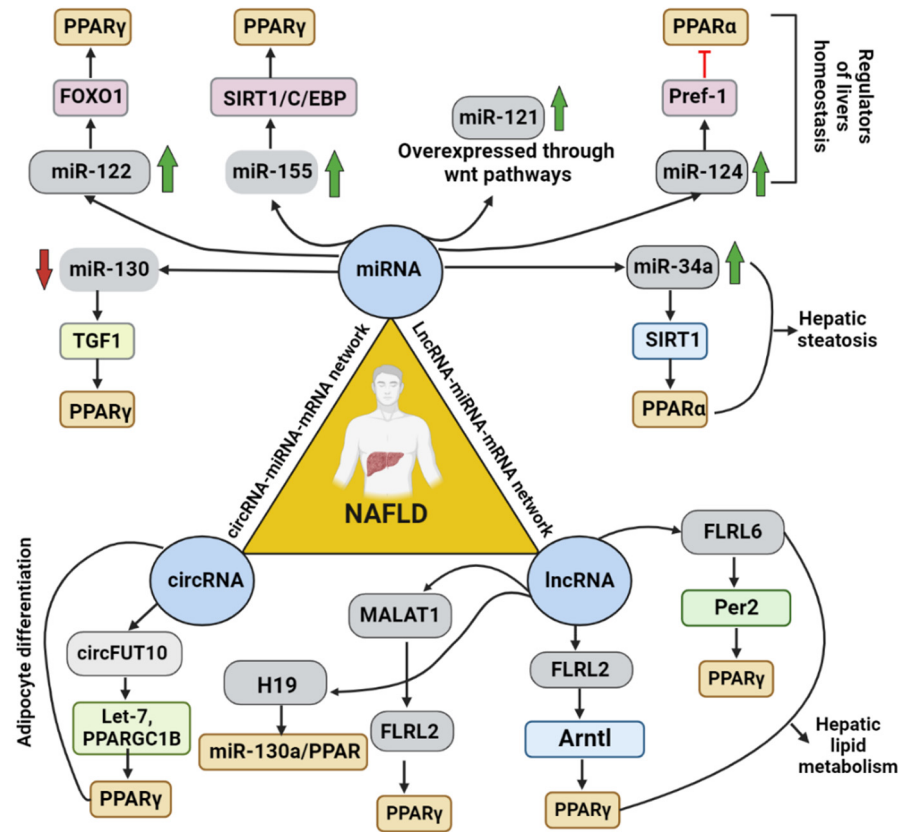 PPARγ
FOXO1
miR-122
PPARγ
SIRT1/C/EBP
miR-155
miR-121
Overexpressed through
wnt pathways
PPARα
Pref-1
miR-124
Regulators
of livers
homeostasis
miRNA
miR-130
TGF1
PPARγ
miR-34a
SIRT1
PPARα
Hepatic
steatosis
circRNA-miRNA-mRNA network
LncRNA-miRNA-mRNA network
NAFLD
circRNA
Adipocyte differentiation
circFUT10
Let-7,
PPARGC1B
PPARγ
lncRNA
H19
miR-130a/PPAR
MALAT1
FLRL2
PPARγ
FLRL2
Arntl
PPARγ
FLRL6
Per2
PPARγ
Hepatic
lipid
metabolism